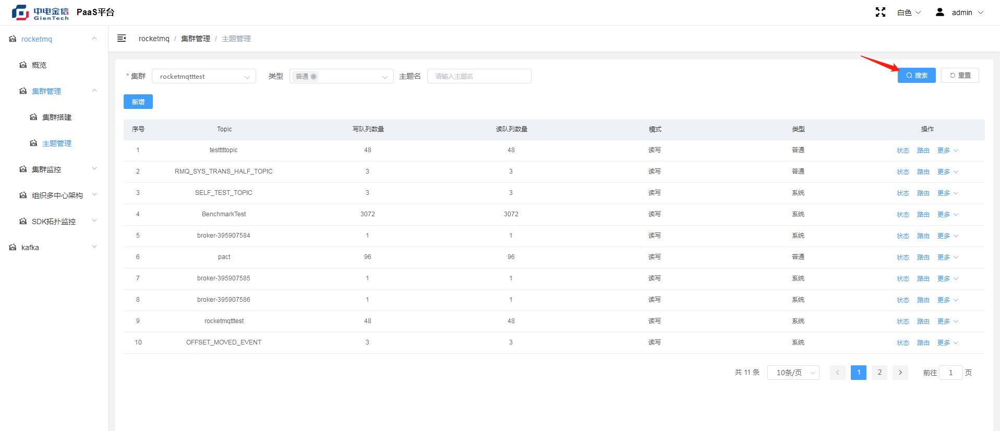 中电金信 GienTech PaaS平台 白色 admin
rocketmq
概览
集群管理
集群搭建
主题管理
集群监控
组织多中心架构
SDK拓扑监控
kafka
rocketmq / 集群管理 / 主题管理
* 集群 rocketmqtttest 类型 普通 主题名 请输入主题名 搜索 重置
新增
序号 Topic 写队列数量 读队列数量 模式 类型 操作
1 testttttopic 48 48 读写 普通 状态 路由 更多
2 RMQ_SYS_TRANS_HALF_TOPIC 3 3 读写 普通 状态 路由 更多
3 SELF_TEST_TOPIC 3 3 读写 系统 状态 路由 更多
4 BenchmarkTest 3072 3072 读写 系统 状态 路由 更多
5 broker-395907584 1 1 读写 系统 状态 路由 更多
6 pact 96 96 读写 普通 状态 路由 更多
7 broker-395907585 1 1 读写 系统 状态 路由 更多
8 broker-395907586 1 1 读写 系统 状态 路由 更多
9 rocketmqtttest 48 48 读写 系统 状态 路由 更多
10 OFFSET_MOVED_EVENT 3 3 读写 系统 状态 路由 更多
共 11 条 10条/页 1 2 前往 1 页